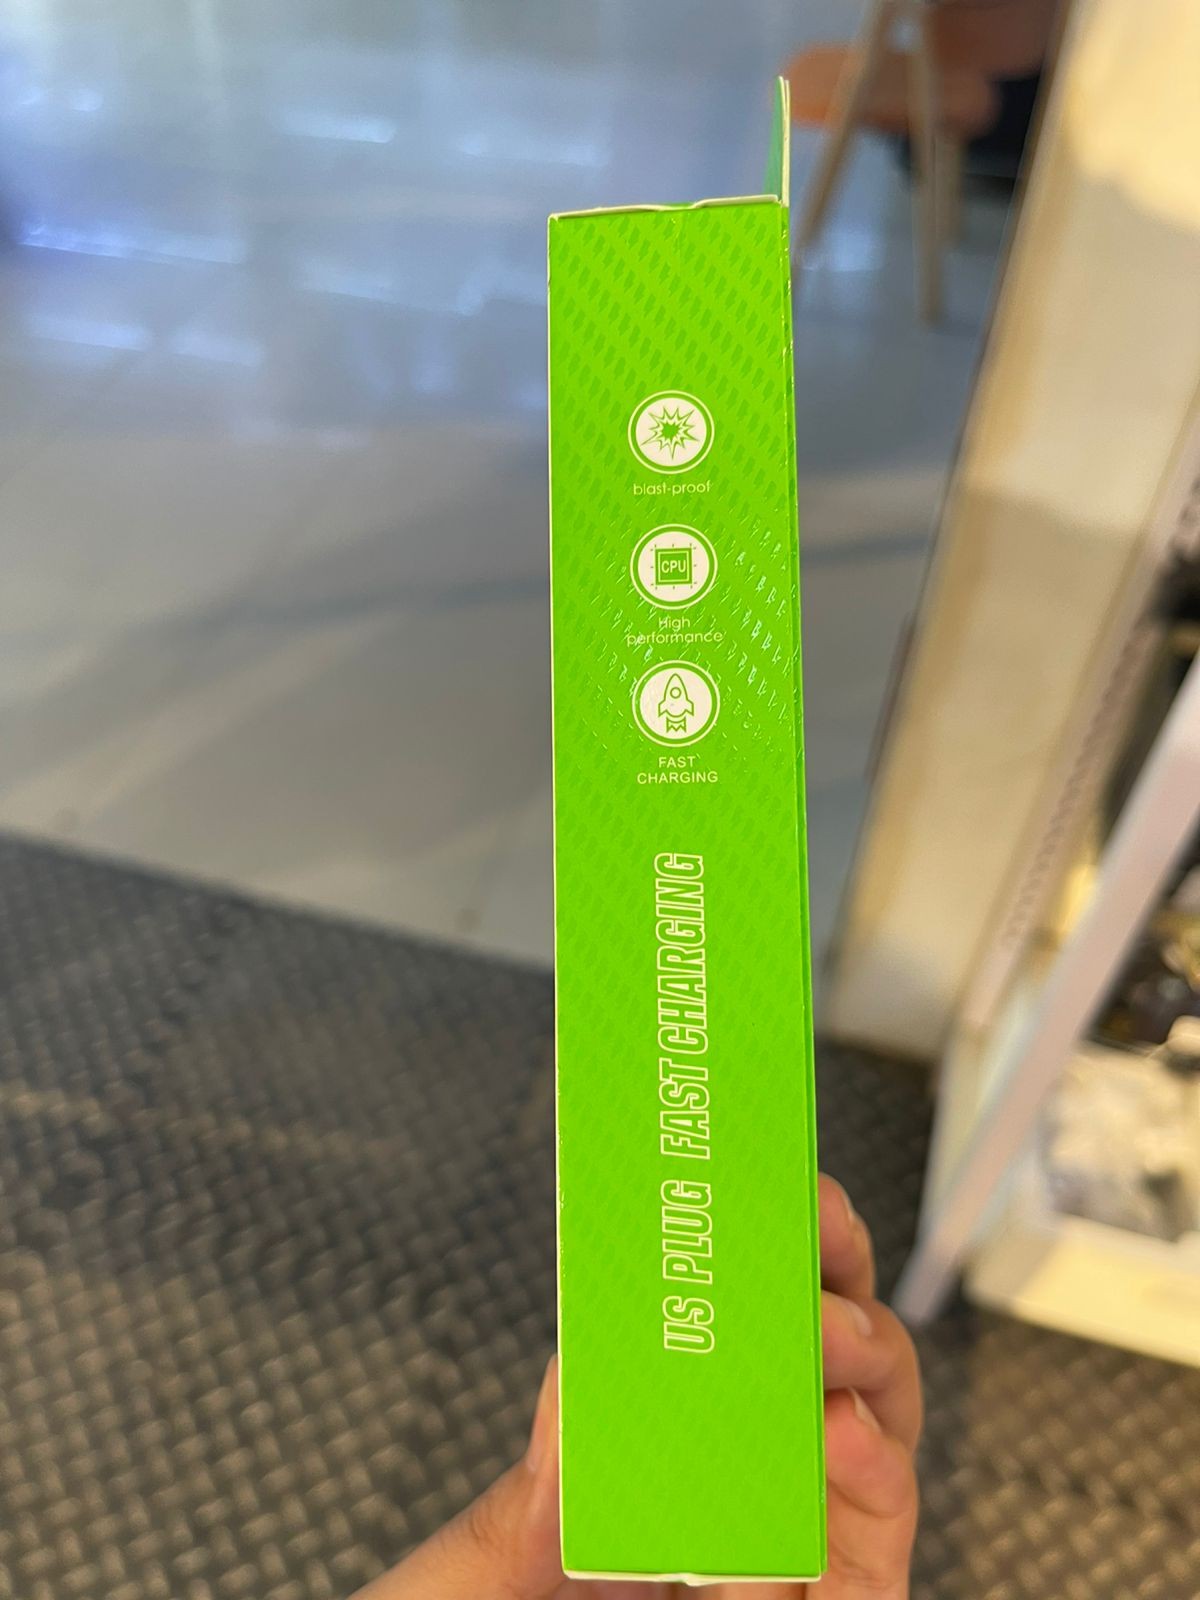 blast-proof
CPU
High
performance
FAST
CHARGING
US PLUG FAST CHARGING